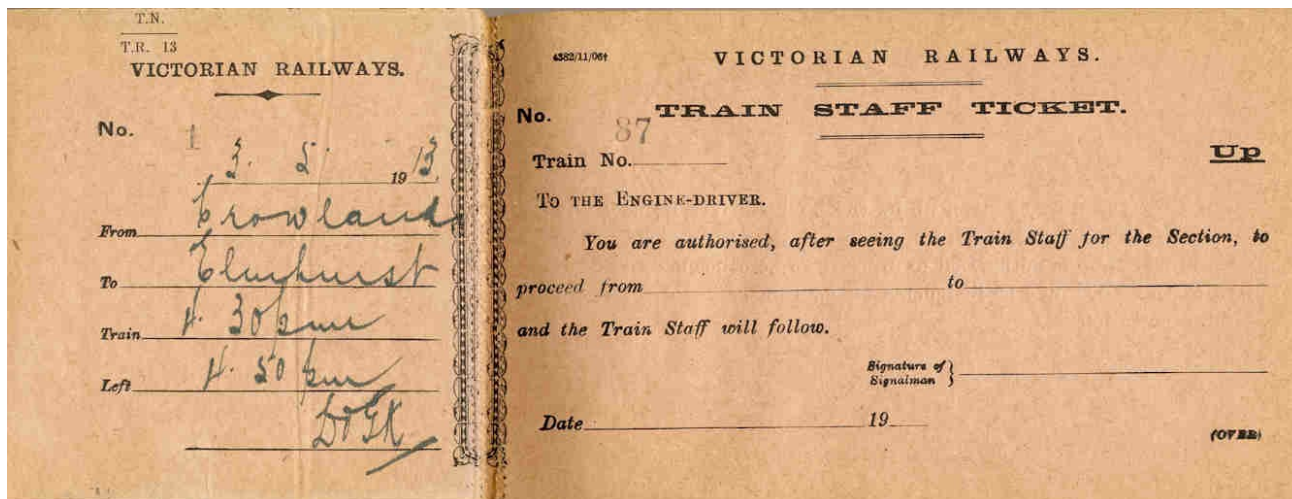 T.N.
T.R. 13
VICTORIAN RAILWAYS.
No. 1
3. 5 1913
From Crowlands
To Elmhurst
Train 4.30 pm
Left 4.50 pm
4382/11/06†
VICTORIAN RAILWAYS.
TRAIN STAFF TICKET.
No. 87
Train No.
Up
TO THE ENGINE-DRIVER.
You are authorised, after seeing the Train Staff for the Section, to
proceed from to
and the Train Staff will follow.
Signature of
Signalman
Date 19
(OVER)